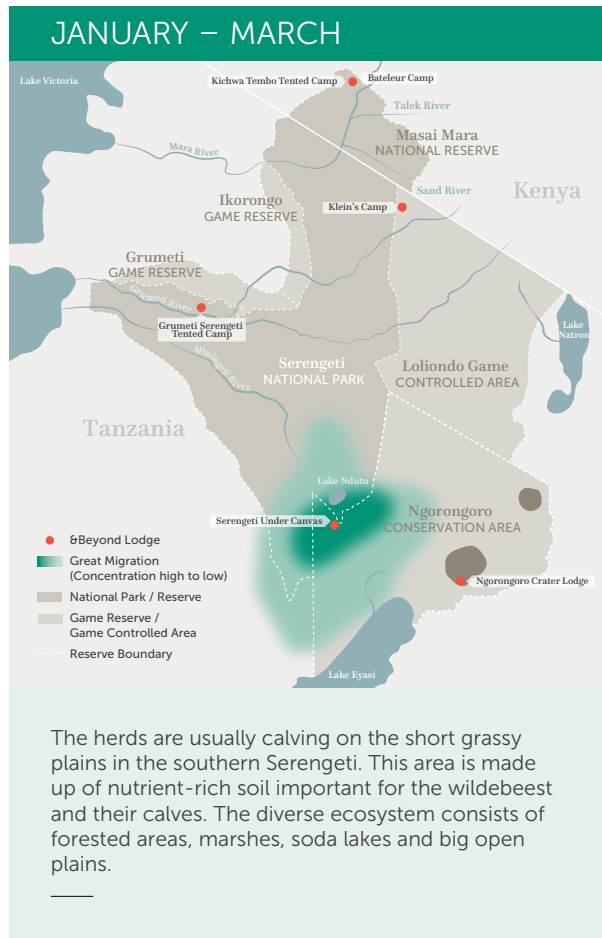 JANUARY – MARCH
Lake Victoria
Kichwa Tembo Tented Camp
Bateleur Camp
Talek River
Masai Mara
NATIONAL RESERVE
Mara River
Sand River
Kenya
Ikorongo
GAME RESERVE
Klein's Camp
Grumeti
GAME RESERVE
Grumeti River
Grumeti Serengeti
Tented Camp
Lake
Natron
Mbalageti River
Serengeti
NATIONAL PARK
Loliondo Game
CONTROLLED AREA
Tanzania
Lake Ndutu
Serengeti Under Canvas
Ngorongoro
CONSERVATION AREA
Ngorongoro Crater Lodge
Lake Eyasi
&Beyond Lodge
Great Migration
(Concentration high to low)
National Park / Reserve
Game Reserve /
Game Controlled Area
Reserve Boundary
The herds are usually calving on the short grassy
plains in the southern Serengeti. This area is made
up of nutrient-rich soil important for the wildebeest
and their calves. The diverse ecosystem consists of
forested areas, marshes, soda lakes and big open
plains.